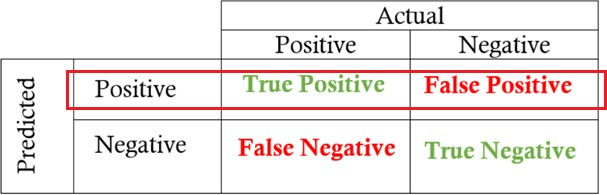 Actual
Positive Negative
Predicted
Positive True Positive False Positive
Negative False Negative True Negative